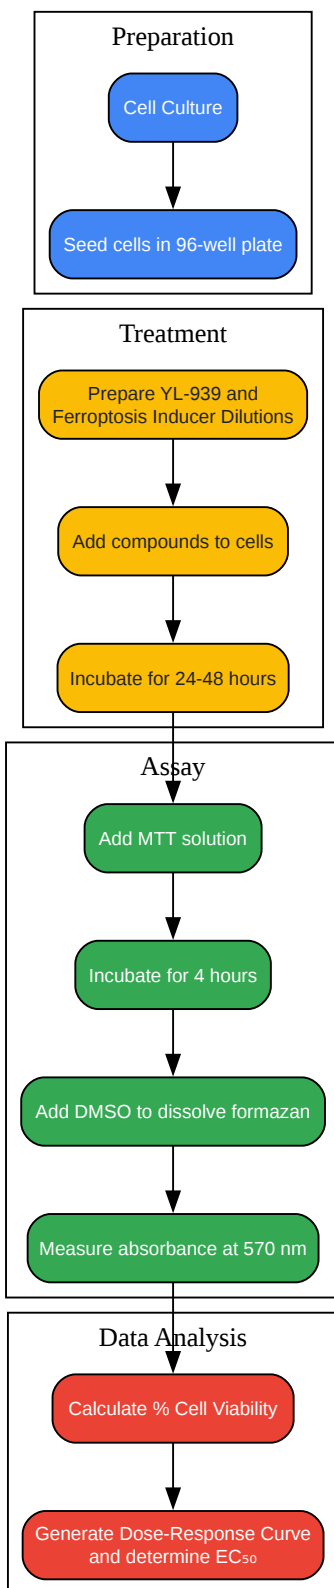 Preparation
Cell Culture
Seed cells in 96-well plate
Treatment
Prepare YL-939 and
Ferroptosis Inducer Dilutions
Add compounds to cells
Incubate for 24-48 hours
Assay
Add MTT solution
Incubate for 4 hours
Add DMSO to dissolve formazan
Measure absorbance at 570 nm
Data Analysis
Calculate % Cell Viability
Generate Dose-Response Curve
and determine EC₅₀